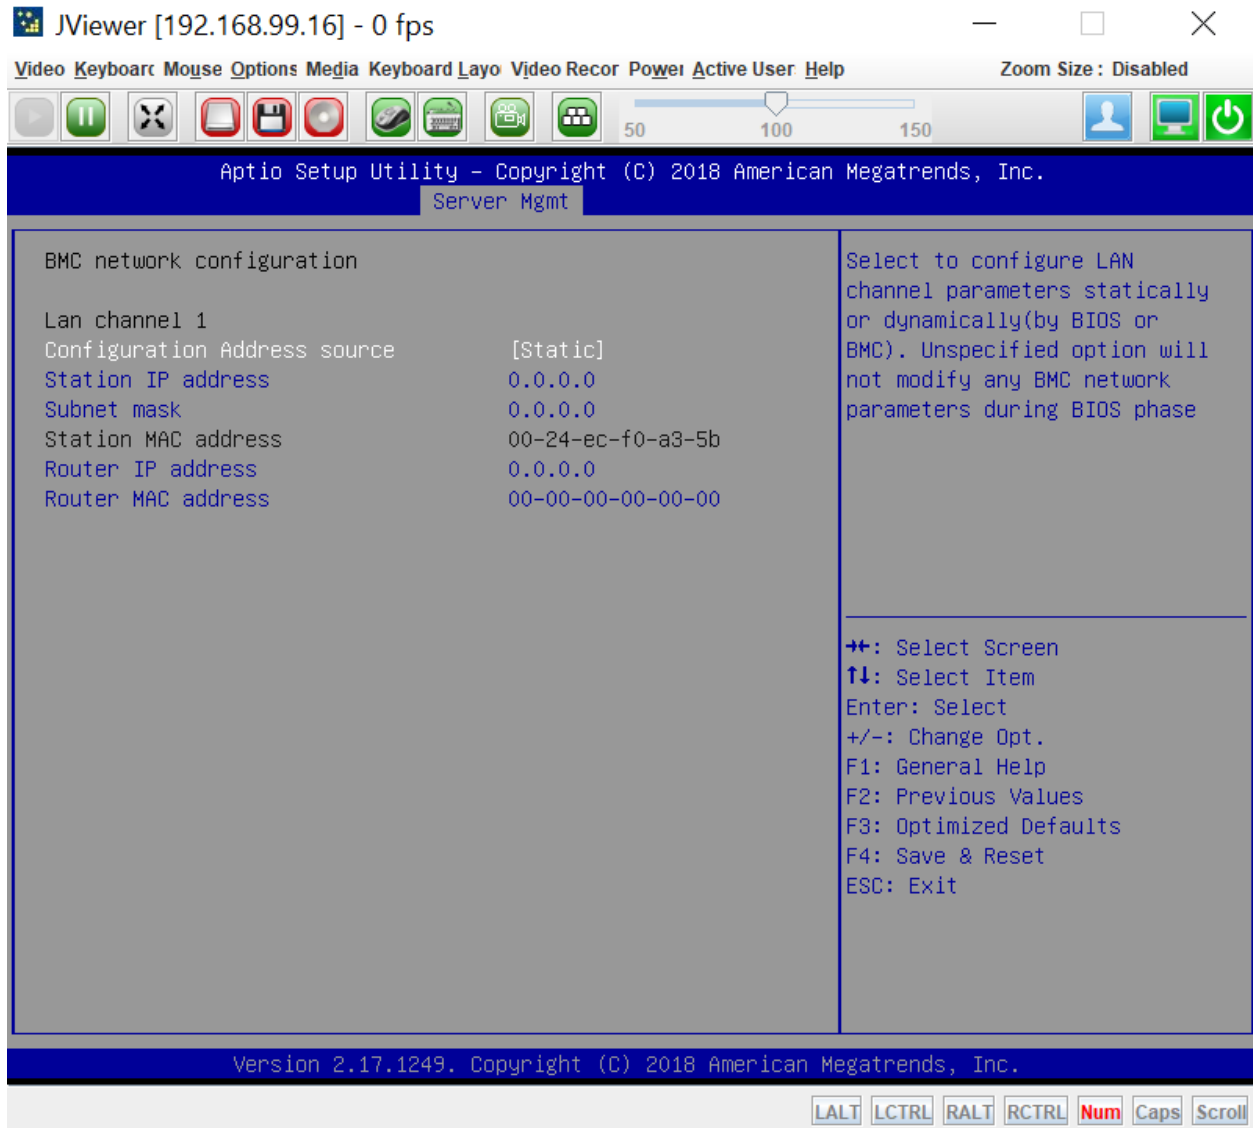 JViewer [192.168.99.16] - 0 fps
Video Keyboard Mouse Options Media Keyboard Layo Video Recor Power Active User Help Zoom Size : Disabled
50 100 150
Aptio Setup Utility – Copyright (C) 2018 American Megatrends, Inc.
Server Mgmt
BMC network configuration
Lan channel 1
Configuration Address source [Static]
Station IP address 0.0.0.0
Subnet mask 0.0.0.0
Station MAC address 00-24-ec-f0-a3-5b
Router IP address 0.0.0.0
Router MAC address 00-00-00-00-00-00
Select to configure LAN
channel parameters statically
or dynamically(by BIOS or
BMC). Unspecified option will
not modify any BMC network
parameters during BIOS phase
→←: Select Screen
↑↓: Select Item
Enter: Select
+/-: Change Opt.
F1: General Help
F2: Previous Values
F3: Optimized Defaults
F4: Save & Reset
ESC: Exit
Version 2.17.1249. Copyright (C) 2018 American Megatrends, Inc.
LALT LCTRL RALT RCTRL Num Caps Scroll